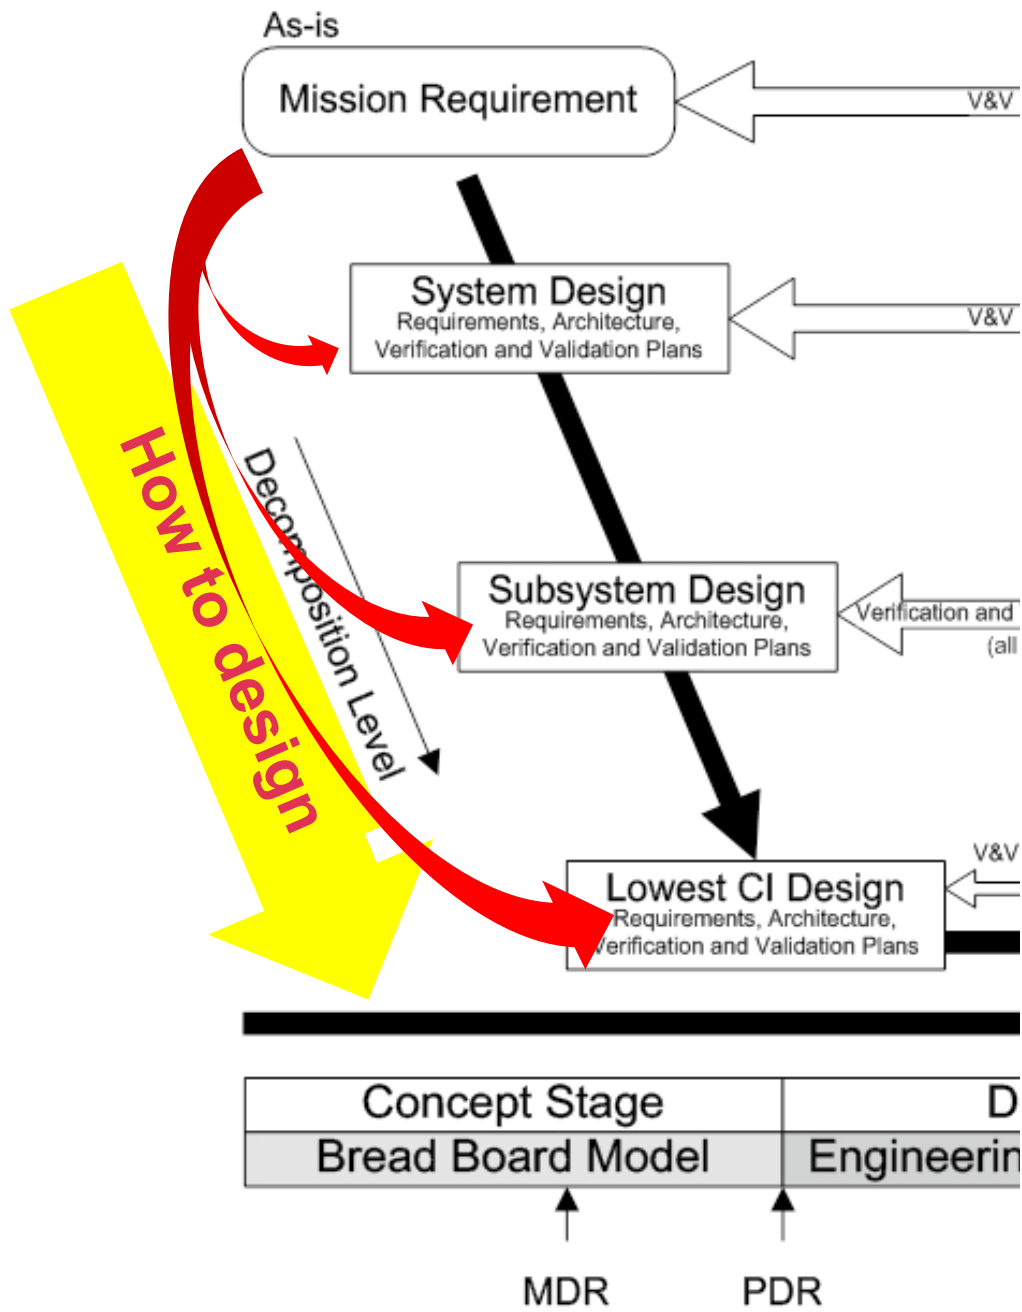 As-is
Mission Requirement
V&V
System Design
Requirements, Architecture,
Verification and Validation Plans
V&V
How to design
Decomposition Level
Subsystem Design
Requirements, Architecture,
Verification and Validation Plans
Verification and
(all
V&V
Lowest CI Design
Requirements, Architecture,
Verification and Validation Plans
Concept Stage
D
Bread Board Model
Engineerin
MDR
PDR